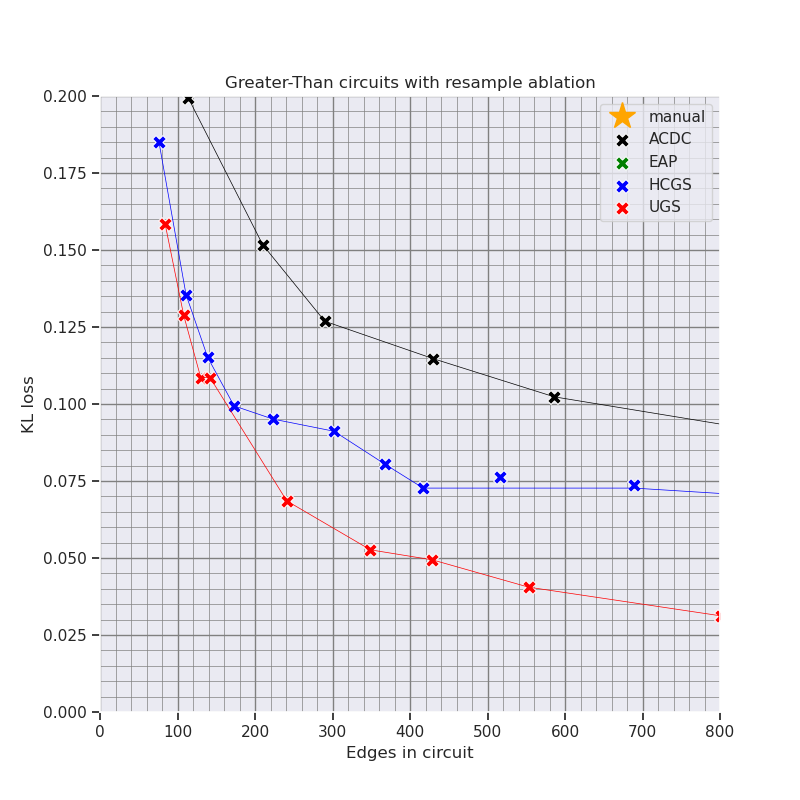 Greater-Than circuits with resample ablation
0.200
0.175
0.150
0.125
0.100
0.075
0.050
0.025
0.000
KL loss
manual
ACDC
EAP
HCGS
UGS
0 100 200 300 400 500 600 700 800
Edges in circuit